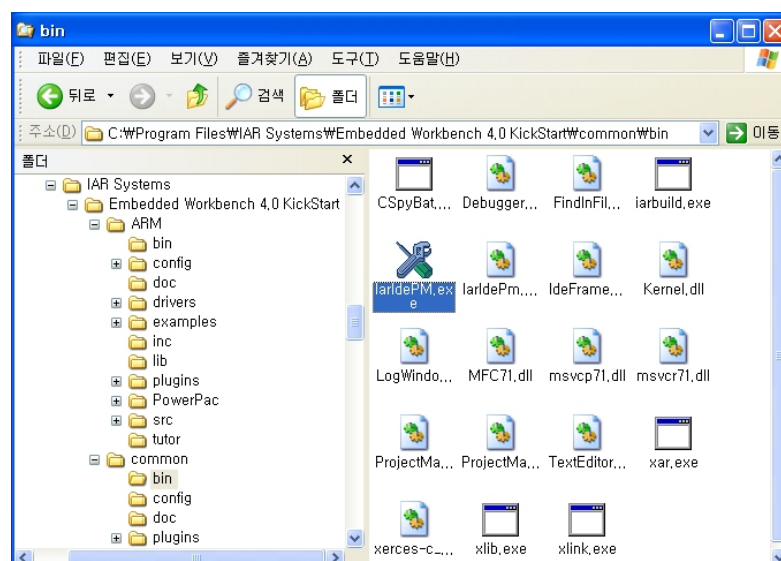 bin
파일(F) 편집(E) 보기(V) 즐겨찾기(A) 도구(T) 도움말(H)
뒤로 검색 폴더
주소(D) C:₩Program Files₩IAR Systems₩Embedded Workbench 4.0 KickStart₩common₩bin 이동
폴더
IAR Systems
Embedded Workbench 4.0 KickStart
ARM
bin
config
doc
drivers
examples
inc
lib
plugins
PowerPac
src
tutor
common
bin
config
doc
plugins
CSpyBat... Debugger... FindInFil... iarbuild.exe
IarIdePM.ex
e
IarIdePm.... IdeFrame... Kernel.dll
LogWindo... MFC71.dll msvcp71.dll msvcr71.dll
ProjectMa... ProjectMa... TextEditor... xar.exe
xerces-c_... xlib.exe xlink.exe